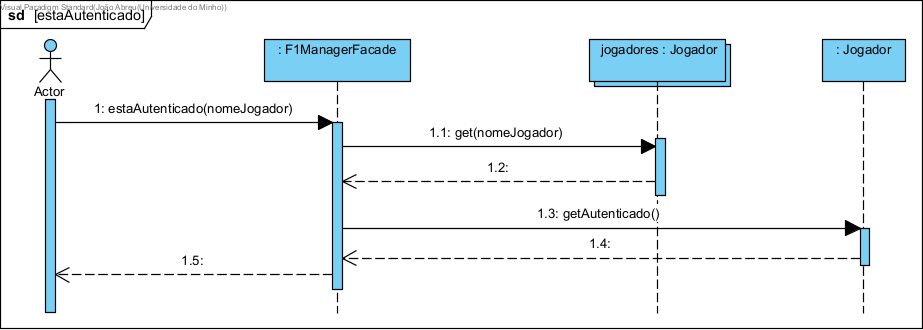 Visual Paradigm Standard(João Abreu(Universidade do Minho))
sd [estaAutenticado]
: F1ManagerFacade
jogadores : Jogador
: Jogador
Actor
1: estaAutenticado(nomeJogador)
1.1: get(nomeJogador)
1.2:
1.3: getAutenticado()
1.4:
1.5: